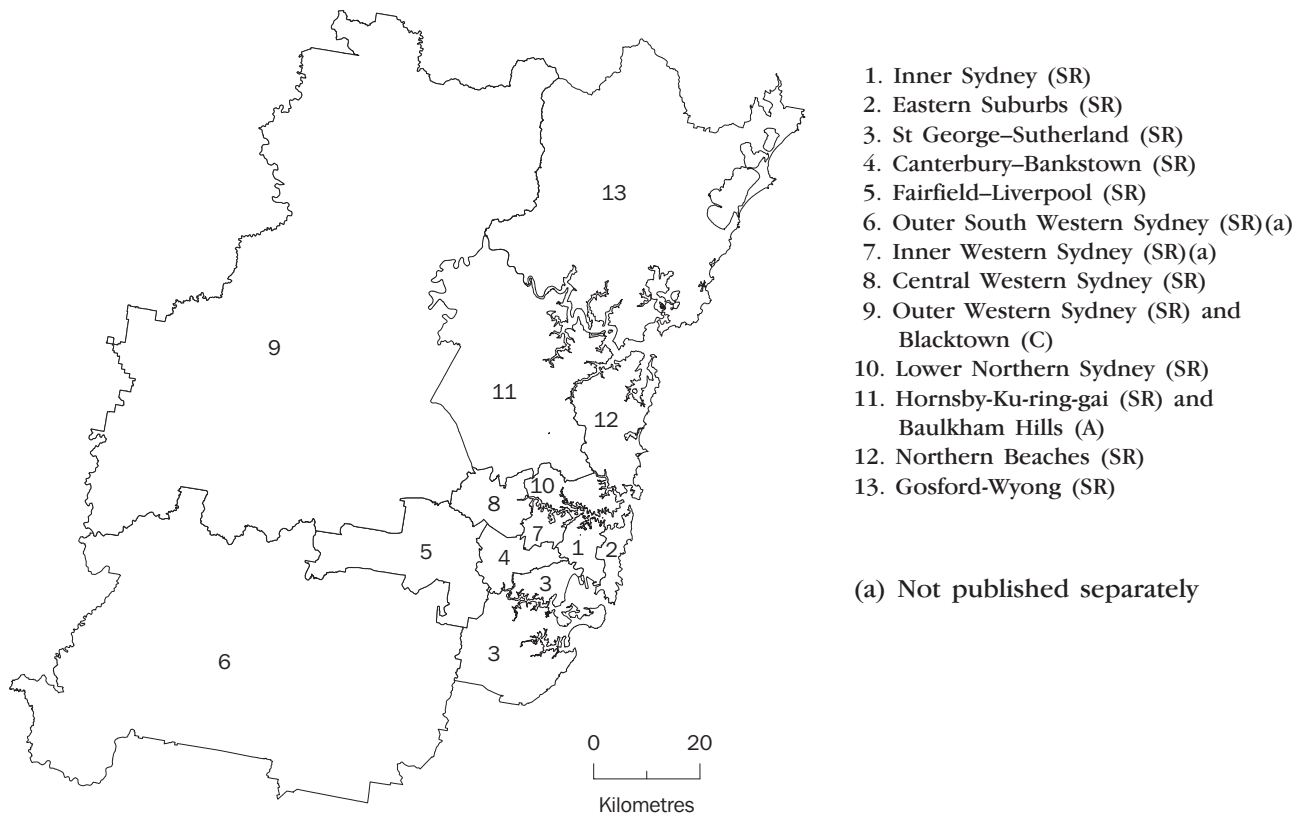 1. Inner Sydney (SR)
2. Eastern Suburbs (SR)
3. St George–Sutherland (SR)
4. Canterbury–Bankstown (SR)
5. Fairfield–Liverpool (SR)
6. Outer South Western Sydney (SR)(a)
7. Inner Western Sydney (SR)(a)
8. Central Western Sydney (SR)
9. Outer Western Sydney (SR) and
Blacktown (C)
10. Lower Northern Sydney (SR)
11. Hornsby-Ku-ring-gai (SR) and
Baulkham Hills (A)
12. Northern Beaches (SR)
13. Gosford-Wyong (SR)
(a) Not published separately
13
9
11
12
10
8
7
5
4
1
2
3
6
3
0 20
Kilometres